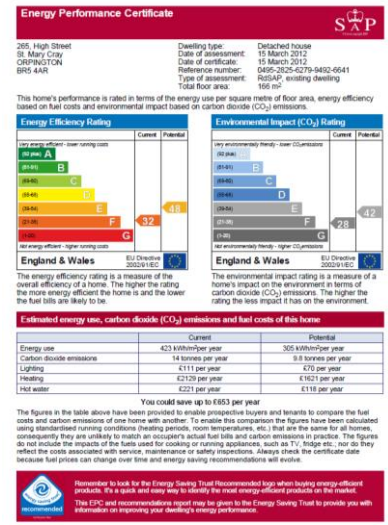 Energy Performance Certificate
SAP
265, High Street
St. Mary Cray
ORPINGTON
BR5 4AR
Dwelling type: Detached house
Date of assessment: 15 March 2012
Date of certificate: 15 March 2012
Reference number: 0495-2825-6279-9492-6641
Type of assessment: RdSAP, existing dwelling
Total floor area: 166 m²
This home's performance is rated in terms of the energy use per square metre of floor area, energy efficiency
based on fuel costs and environmental impact based on carbon dioxide (CO₂) emissions.
Energy Efficiency Rating
Current Potential
Very energy efficient - lower running costs
(92 plus) A
(81-91) B
(69-80) C
(55-68) D
(39-54) E
(21-38) F
(1-20) G
32
48
Not energy efficient - higher running costs
England & Wales
EU Directive
2002/91/EC
Environmental Impact (CO₂) Rating
Current Potential
Very environmentally friendly - lower CO₂ emissions
(92 plus) A
(81-91) B
(69-80) C
(55-68) D
(39-54) E
(21-38) F
(1-20) G
28
42
Not environmentally friendly - higher CO₂ emissions
England & Wales
EU Directive
2002/91/EC
The energy efficiency rating is a measure of the
overall efficiency of a home. The higher the rating
the more energy efficient the home is and the lower
the fuel bills are likely to be.
The environmental impact rating is a measure of a
home's impact on the environment in terms of
carbon dioxide (CO₂) emissions. The higher the
rating the less impact it has on the environment.
Estimated energy use, carbon dioxide (CO₂) emissions and fuel costs of this home
Current Potential
Energy use 423 kWh/m² per year 305 kWh/m² per year
Carbon dioxide emissions 14 tonnes per year 9.8 tonnes per year
Lighting £111 per year £70 per year
Heating £2129 per year £1621 per year
Hot water £221 per year £118 per year
You could save up to £653 per year
The figures in the table above have been provided to enable prospective buyers and tenants to compare the fuel
costs and carbon emissions of one home with another. To enable this comparison the figures have been calculated
using standardised running conditions (heating periods, room temperatures, etc.) that are the same for all homes,
consequently they are unlikely to match an occupier's actual fuel bills and carbon emissions in practice. The figures
do not include the impacts of the fuels used for cooking or running appliances, such as TV, fridge etc.; nor do they
reflect the costs associated with service, maintenance or safety inspections. Always check the certificate date
because fuel prices can change over time and energy saving recommendations will evolve.
energy saving
recommended
Remember to look for the Energy Saving Trust Recommended logo when buying energy-efficient
products. It's a quick and easy way to identify the most energy-efficient products on the market.
This EPC and recommendations report may be given to the Energy Saving Trust to provide you with
information on improving your dwelling's energy performance.